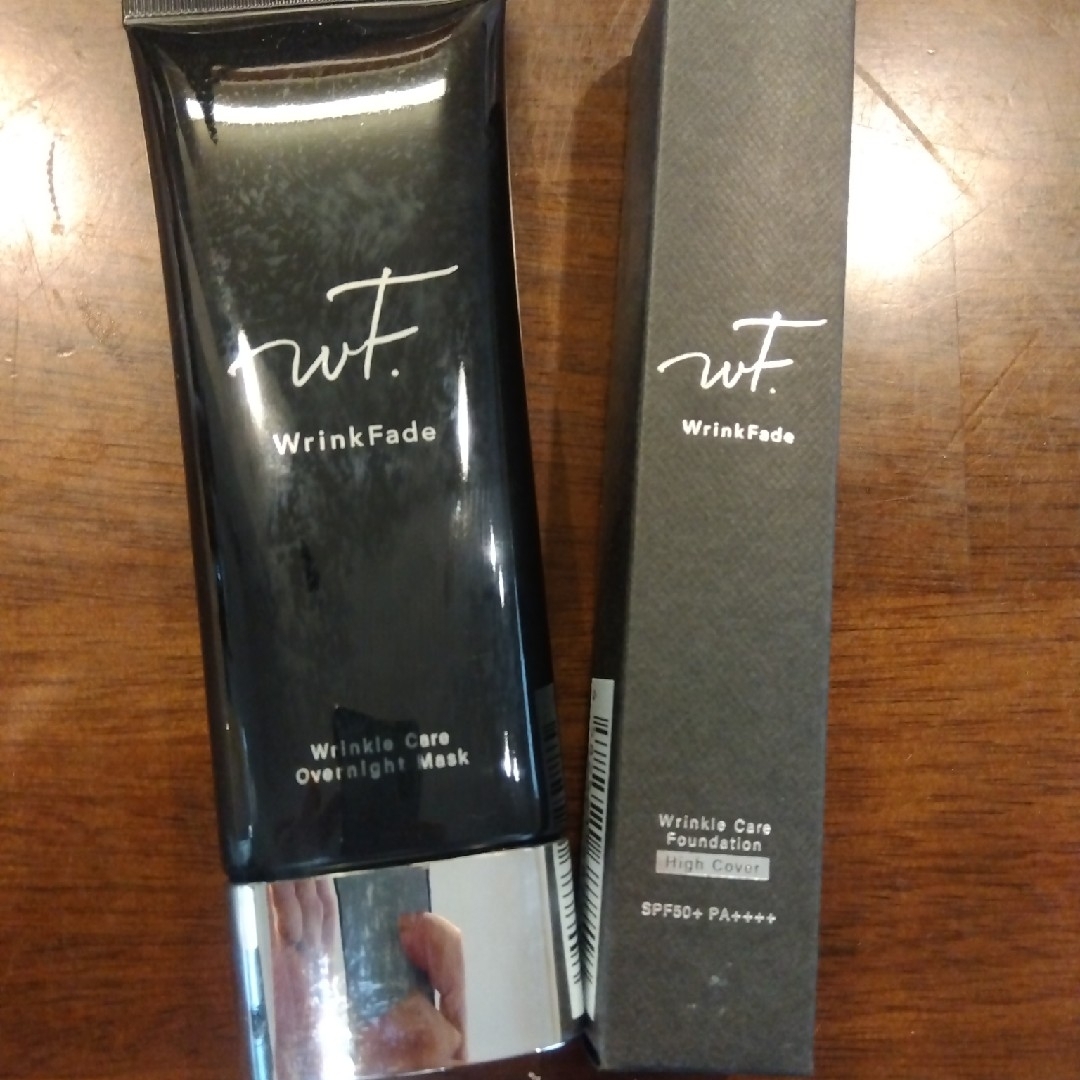 WF.
WrinkFade
Wrinkle Care
Overnight Mask
WF.
WrinkFade
Wrinkle Care
Foundation
High Cover
SPF50+ PA++++